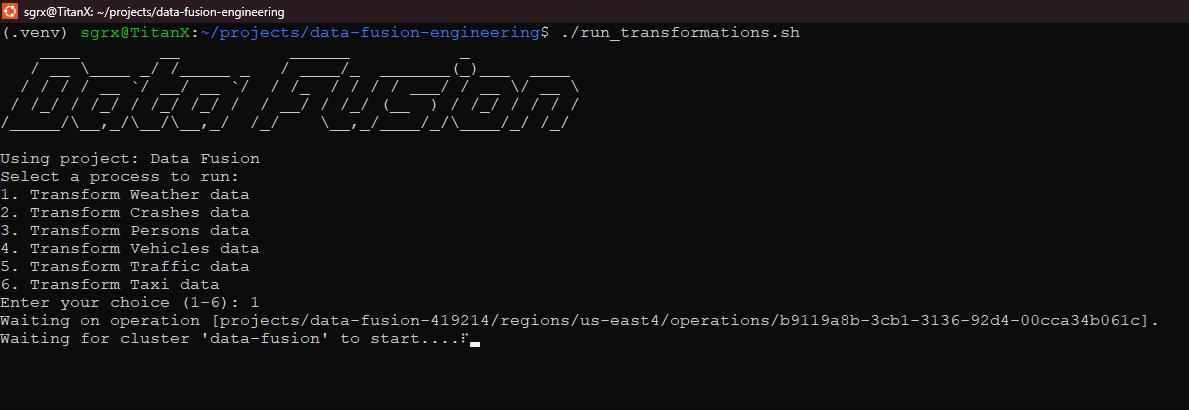 sgrx@TitanX: ~/projects/data-fusion-engineering
(.venv) sgrx@TitanX:~/projects/data-fusion-engineering$ ./run_transformations.sh
Data Fusion
Using project: Data Fusion
Select a process to run:
1. Transform Weather data
2. Transform Crashes data
3. Transform Persons data
4. Transform Vehicles data
5. Transform Traffic data
6. Transform Taxi data
Enter your choice (1-6): 1
Waiting on operation [projects/data-fusion-419214/regions/us-east4/operations/b9119a8b-3cb1-3136-92d4-00cca34b061c].
Waiting for cluster 'data-fusion' to start....⠏